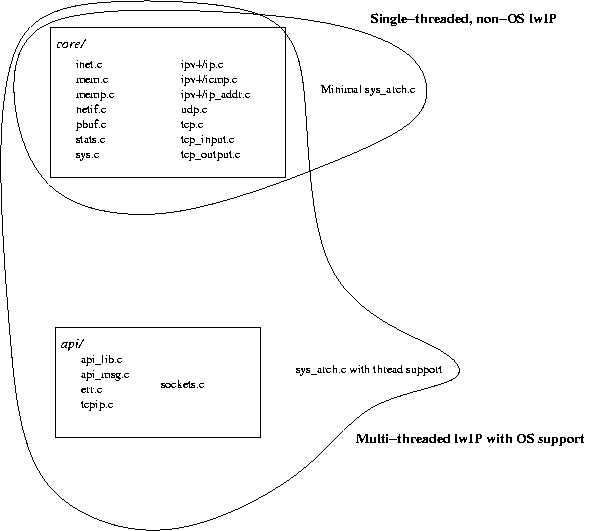 Single-threaded, non-OS lwIP
core/
inet.c ipv4/ip.c
mem.c ipv4/icmp.c
memp.c ipv4/ip_addr.c
Minimal sys_arch.c
netif.c udp.c
pbuf.c tcp.c
stats.c tcp_input.c
sys.c tcp_output.c
api/
api_lib.c
api_msg.c
sockets.c
err.c
tcpip.c
sys_arch.c with thread support
Multi-threaded lwIP with OS support